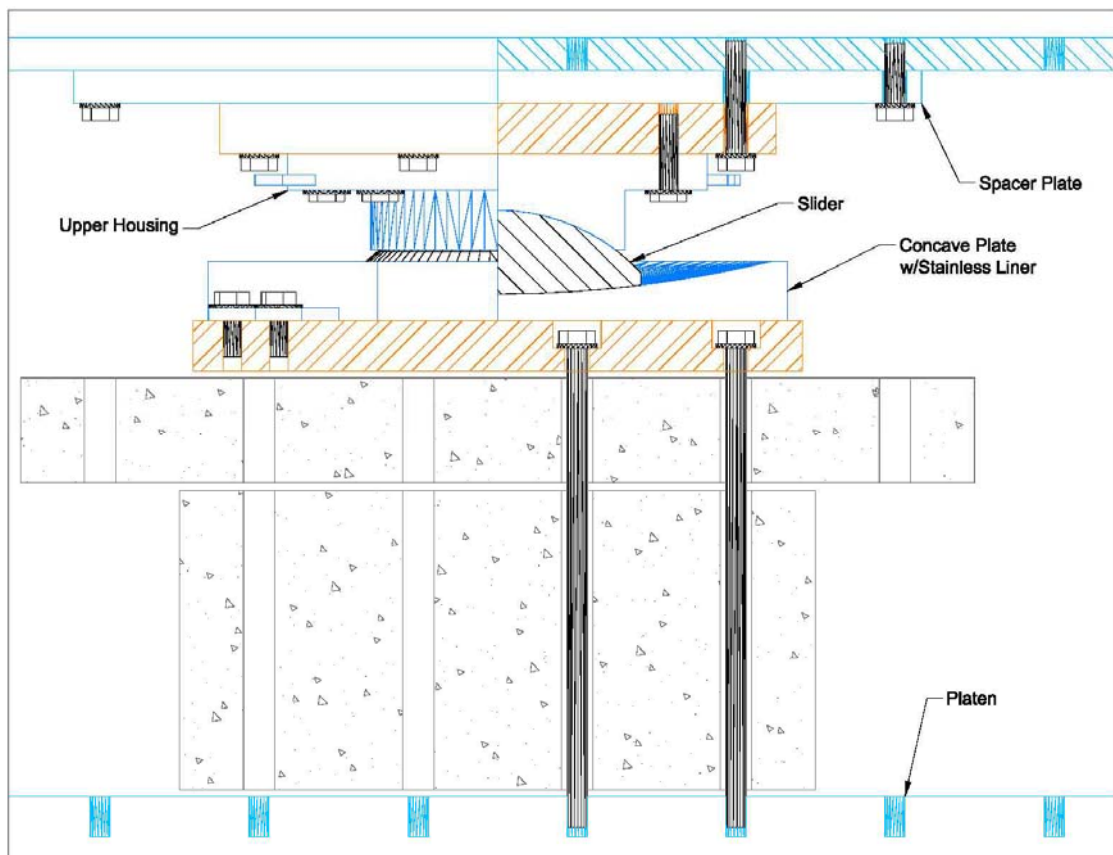 Spacer Plate
Slider
Upper Housing
Concave Plate
w/Stainless Liner
Platen